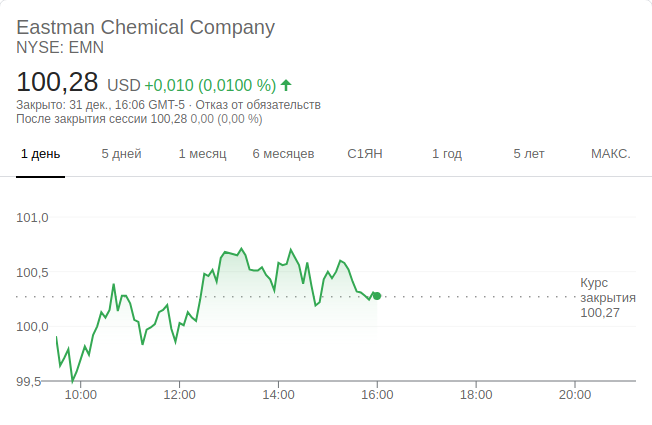 Eastman Chemical Company
NYSE: EMN
100,28 USD +0,010 (0,0100 %)
Закрыто: 31 дек., 16:06 GMT-5 · Отказ от обязательств
После закрытия сессии 100,28 0,00 (0,00 %)
1 день 5 дней 1 месяц 6 месяцев С1ЯН 1 год 5 лет МАКС.
101,0
100,5
Курс
закрытия
100,27
100,0
99,5
10:00 12:00 14:00 16:00 18:00 20:00